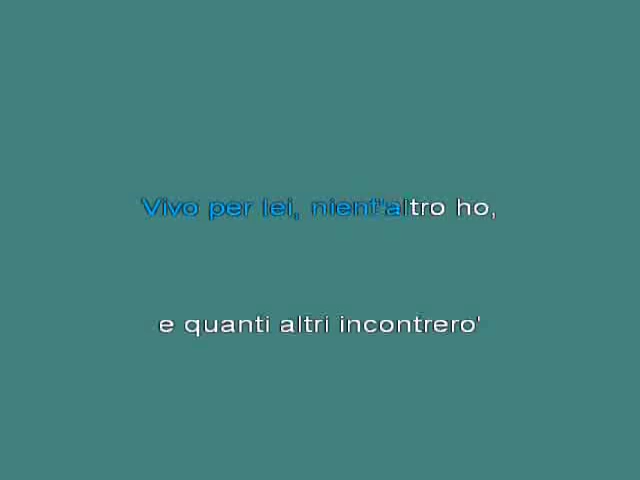 Vivo per lei, nient'altro ho,
e quanti altri incontrero'